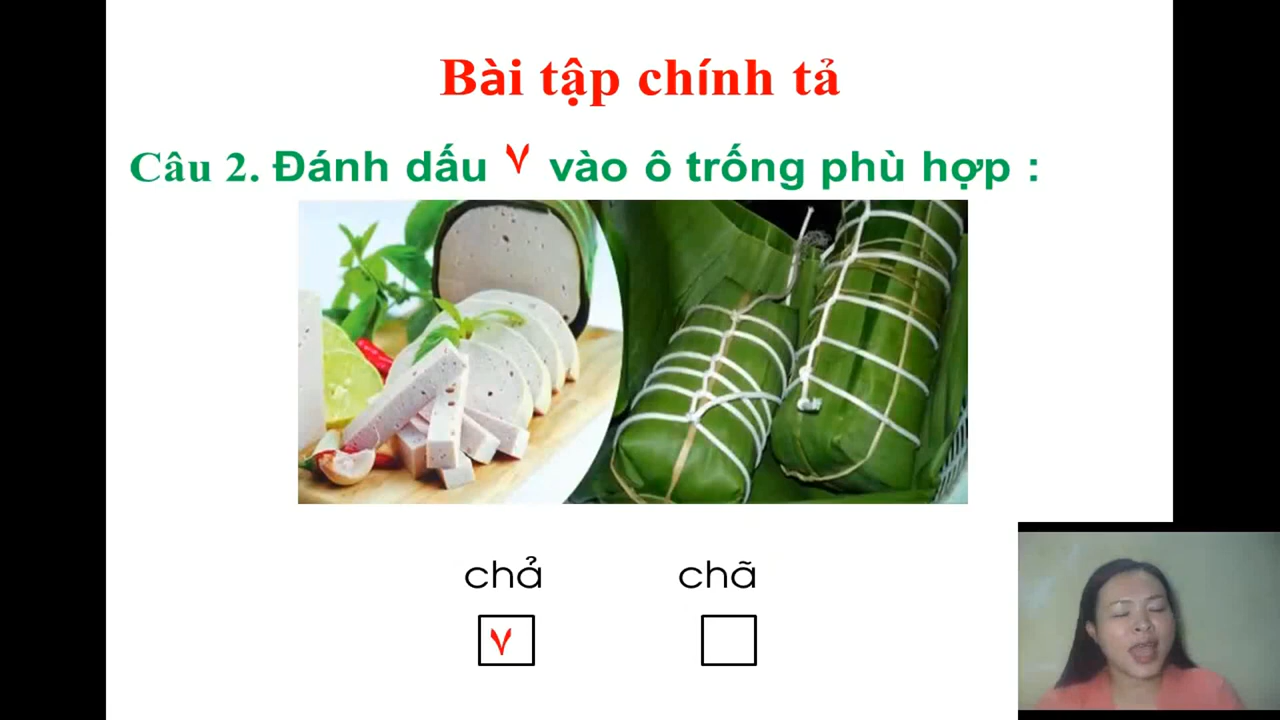 Bài tập chính tả
Câu 2. Đánh dấu v vào ô trống phù hợp :
chả chã
v